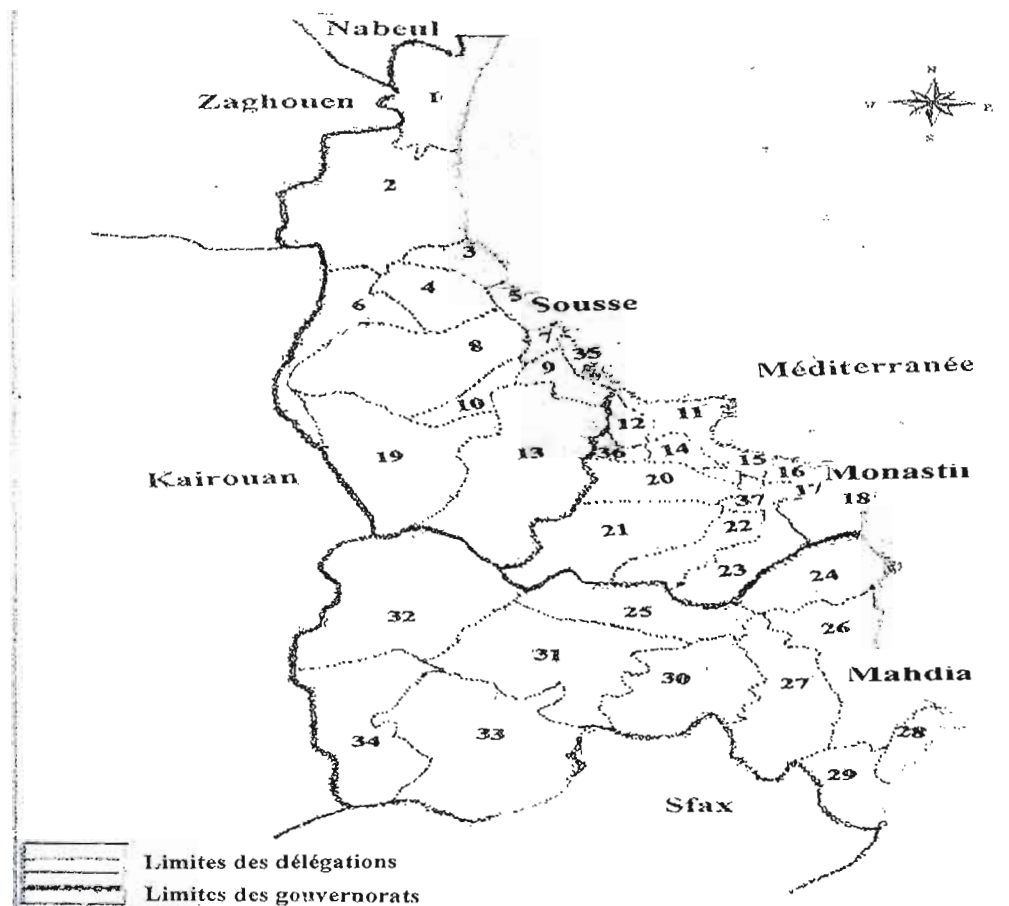 Nabeul
Zaghouen
1
N
W E
S
2
3
4
5
Sousse
6
7
8
35
9
Méditerranée
10
11
12
13
36
14
15
16
Monastir
17
18
19
Kairouan
20
37
21
22
23
24
25
26
32
31
30
27
Mahdia
28
34
33
29
Sfax
Limites des délégations
Limites des gouvernorats